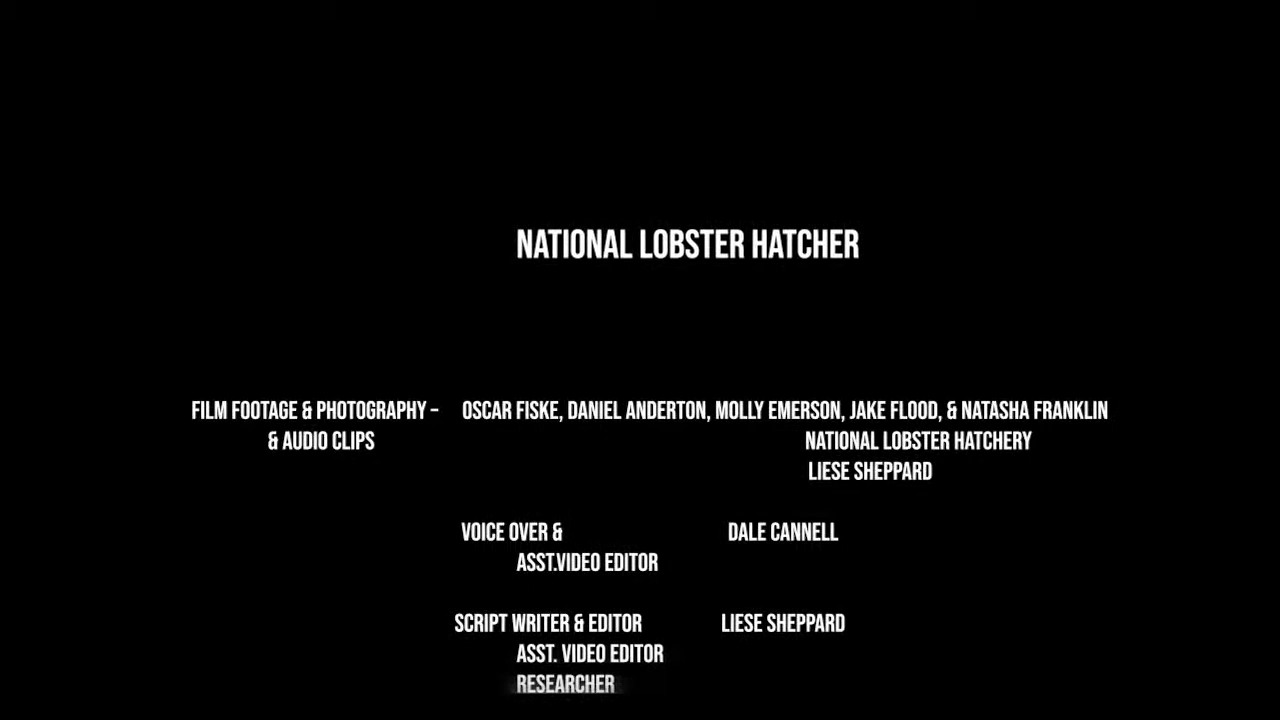 NATIONAL LOBSTER HATCHER
FILM FOOTAGE & PHOTOGRAPHY - OSCAR FISKE, DANIEL ANDERTON, MOLLY EMERSON, JAKE FLOOD, & NATASHA FRANKLIN
& AUDIO CLIPS NATIONAL LOBSTER HATCHERY
LIESE SHEPPARD
VOICE OVER & DALE CANNELL
ASST.VIDEO EDITOR
SCRIPT WRITER & EDITOR LIESE SHEPPARD
ASST. VIDEO EDITOR
RESEARCHER